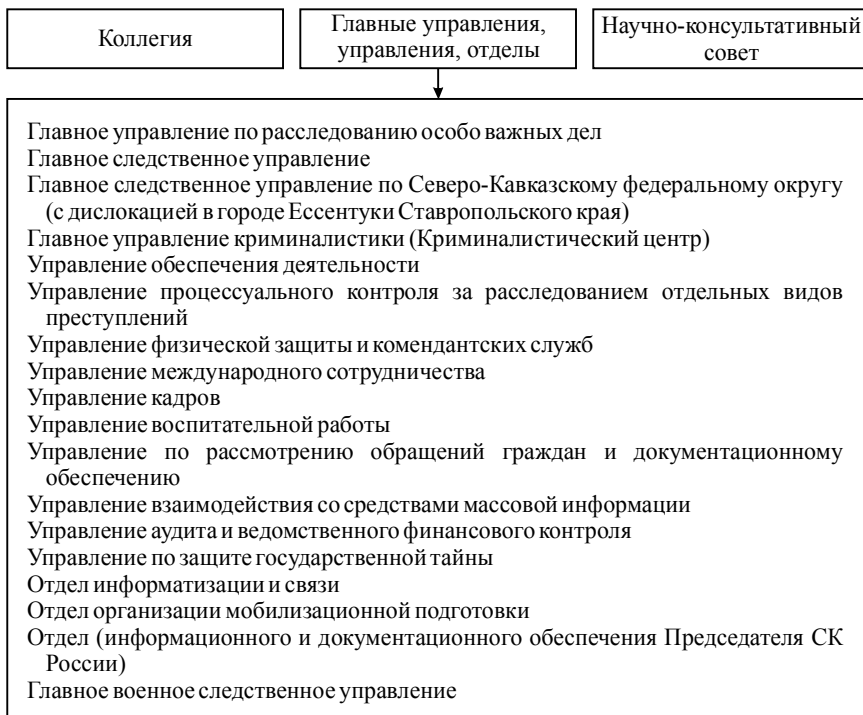 Коллегия
Главные управления,
управления, отделы
Научно-консультативный
совет
Главное управление по расследованию особо важных дел
Главное следственное управление
Главное следственное управление по Северо-Кавказскому федеральному округу
(с дислокацией в городе Ессентуки Ставропольского края)
Главное управление криминалистики (Криминалистический центр)
Управление обеспечения деятельности
Управление процессуального контроля за расследованием отдельных видов
преступлений
Управление физической защиты и комендантских служб
Управление международного сотрудничества
Управление кадров
Управление воспитательной работы
Управление по рассмотрению обращений граждан и документационному
обеспечению
Управление взаимодействия со средствами массовой информации
Управление аудита и ведомственного финансового контроля
Управление по защите государственной тайны
Отдел информатизации и связи
Отдел организации мобилизационной подготовки
Отдел (информационного и документационного обеспечения Председателя СК
России)
Главное военное следственное управление